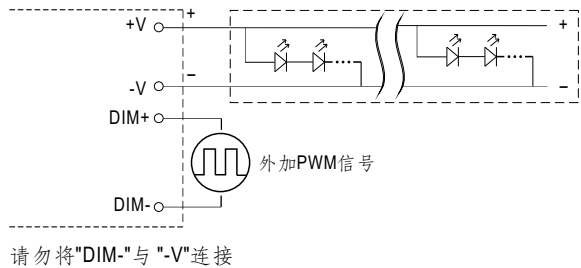 +V
+
+
-V
−
−
DIM+
外加PWM信号
DIM-
请勿将"DIM-"与 "-V"连接